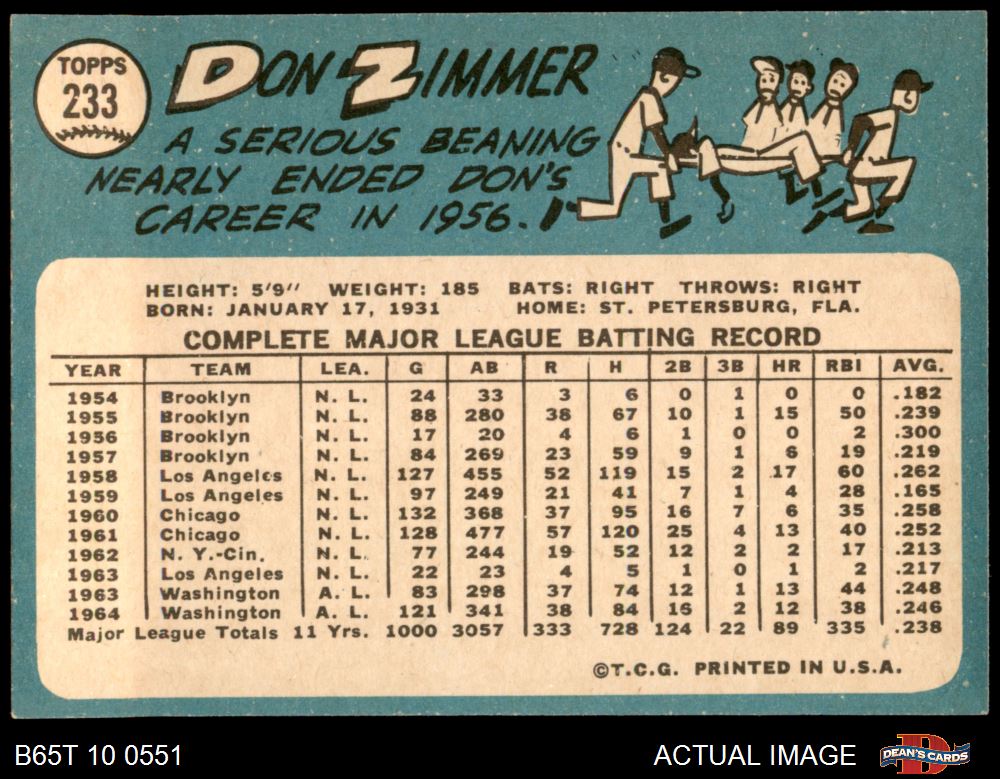 TOPPS
233
DON ZIMMER
A SERIOUS BEANING
NEARLY ENDED DON'S
CAREER IN 1956.
HEIGHT: 5'9" WEIGHT: 185 BATS: RIGHT THROWS: RIGHT
BORN: JANUARY 17, 1931 HOME: ST. PETERSBURG, FLA.
COMPLETE MAJOR LEAGUE BATTING RECORD
YEAR TEAM LEA. G AB R H 2B 3B HR RBI AVG.
1954 Brooklyn N. L. 24 33 3 6 0 1 0 0 .182
1955 Brooklyn N. L. 88 280 38 67 10 1 15 50 .239
1956 Brooklyn N. L. 17 20 4 6 1 0 0 2 .300
1957 Brooklyn N. L. 84 269 23 59 9 1 6 19 .219
1958 Los Angeles N. L. 127 455 52 119 15 2 17 60 .262
1959 Los Angeles N. L. 97 249 21 41 7 1 4 28 .165
1960 Chicago N. L. 132 368 37 95 16 7 6 35 .258
1961 Chicago N. L. 128 477 57 120 25 4 13 40 .252
1962 N. Y.-Cin. N. L. 77 244 19 52 12 2 2 17 .213
1963 Los Angeles N. L. 22 23 4 5 1 0 1 2 .217
1963 Washington A. L. 83 298 37 74 12 1 13 44 .248
1964 Washington A. L. 121 341 38 84 16 2 12 38 .246
Major League Totals 11 Yrs. 1000 3057 333 728 124 22 89 335 .238
©T.C.G. PRINTED IN U.S.A.
B65T 10 0551 ACTUAL IMAGE DEAN'S CARDS